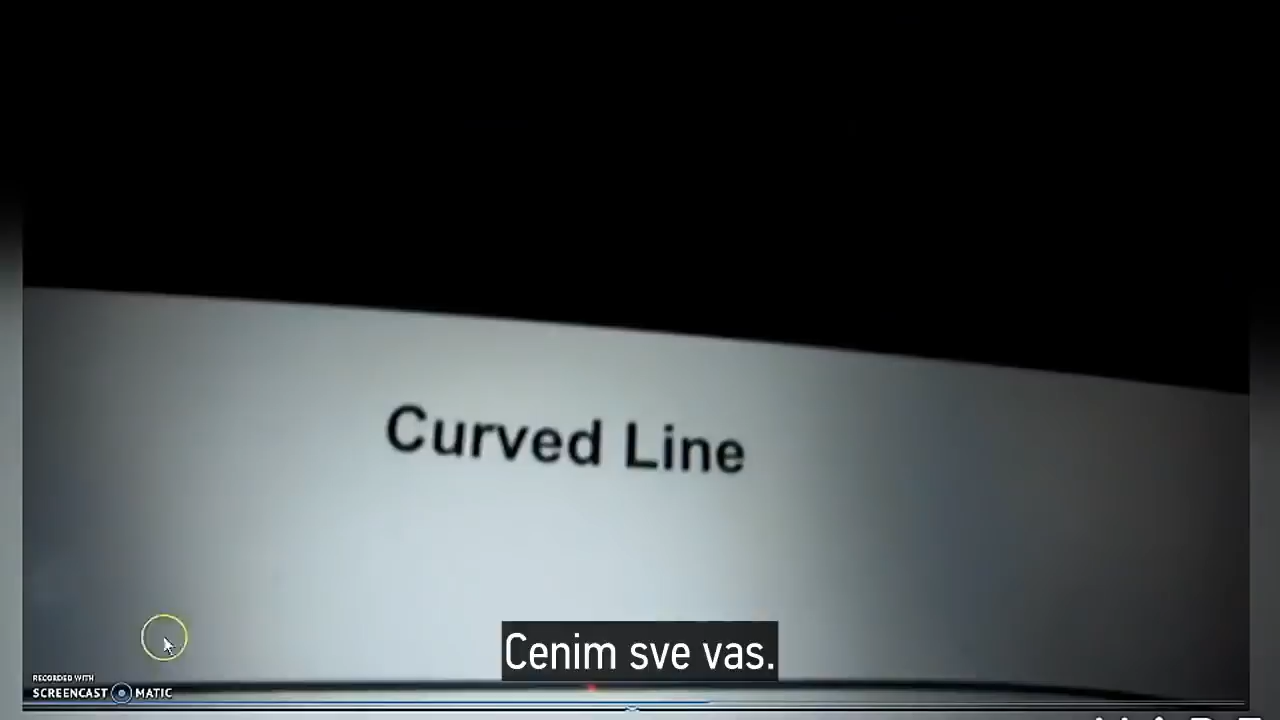 Curved Line
Cenim sve vas.
RECORDED WITH
SCREENCAST MATIC